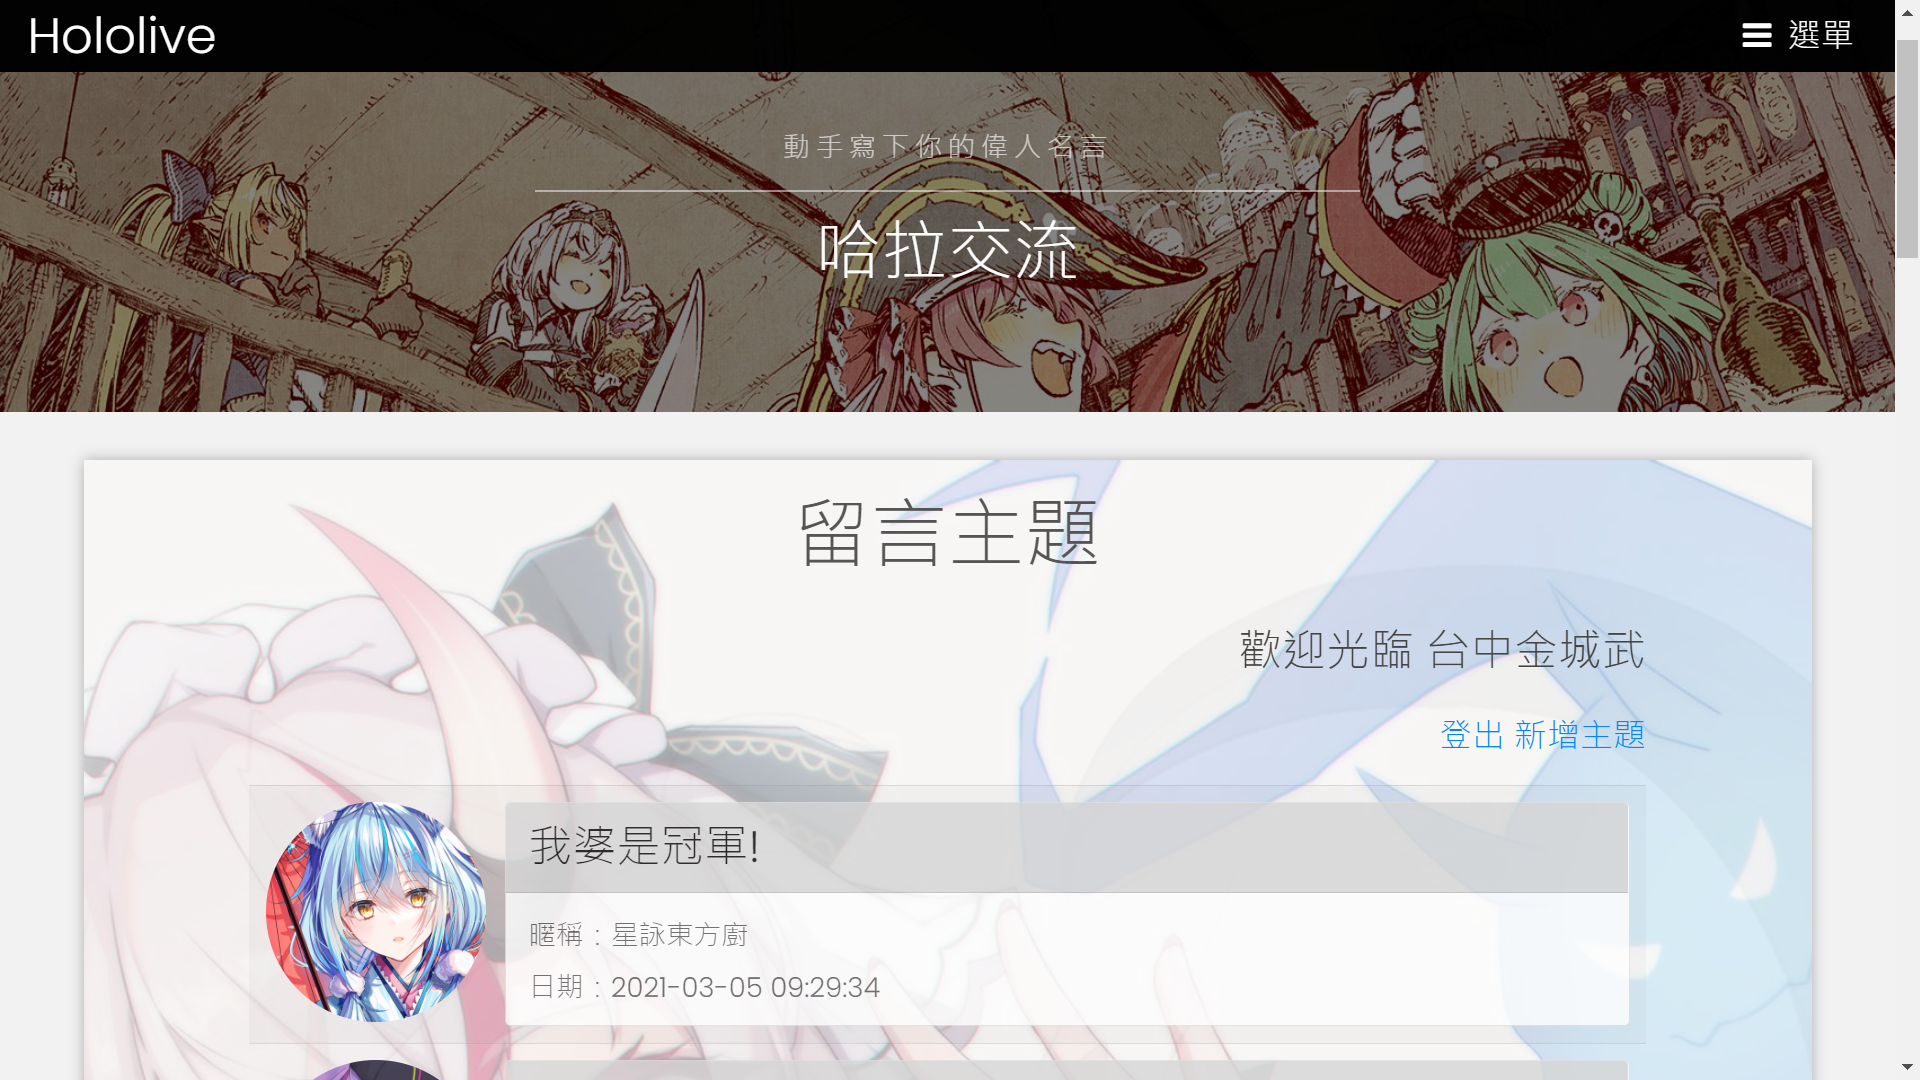 Hololive
選單
動手寫下你的偉人名言
哈拉交流
留言主題
歡迎光臨 台中金城武
登出 新增主題
我婆是冠軍!
暱稱 : 星詠東方廚
日期 : 2021-03-05 09:29:34